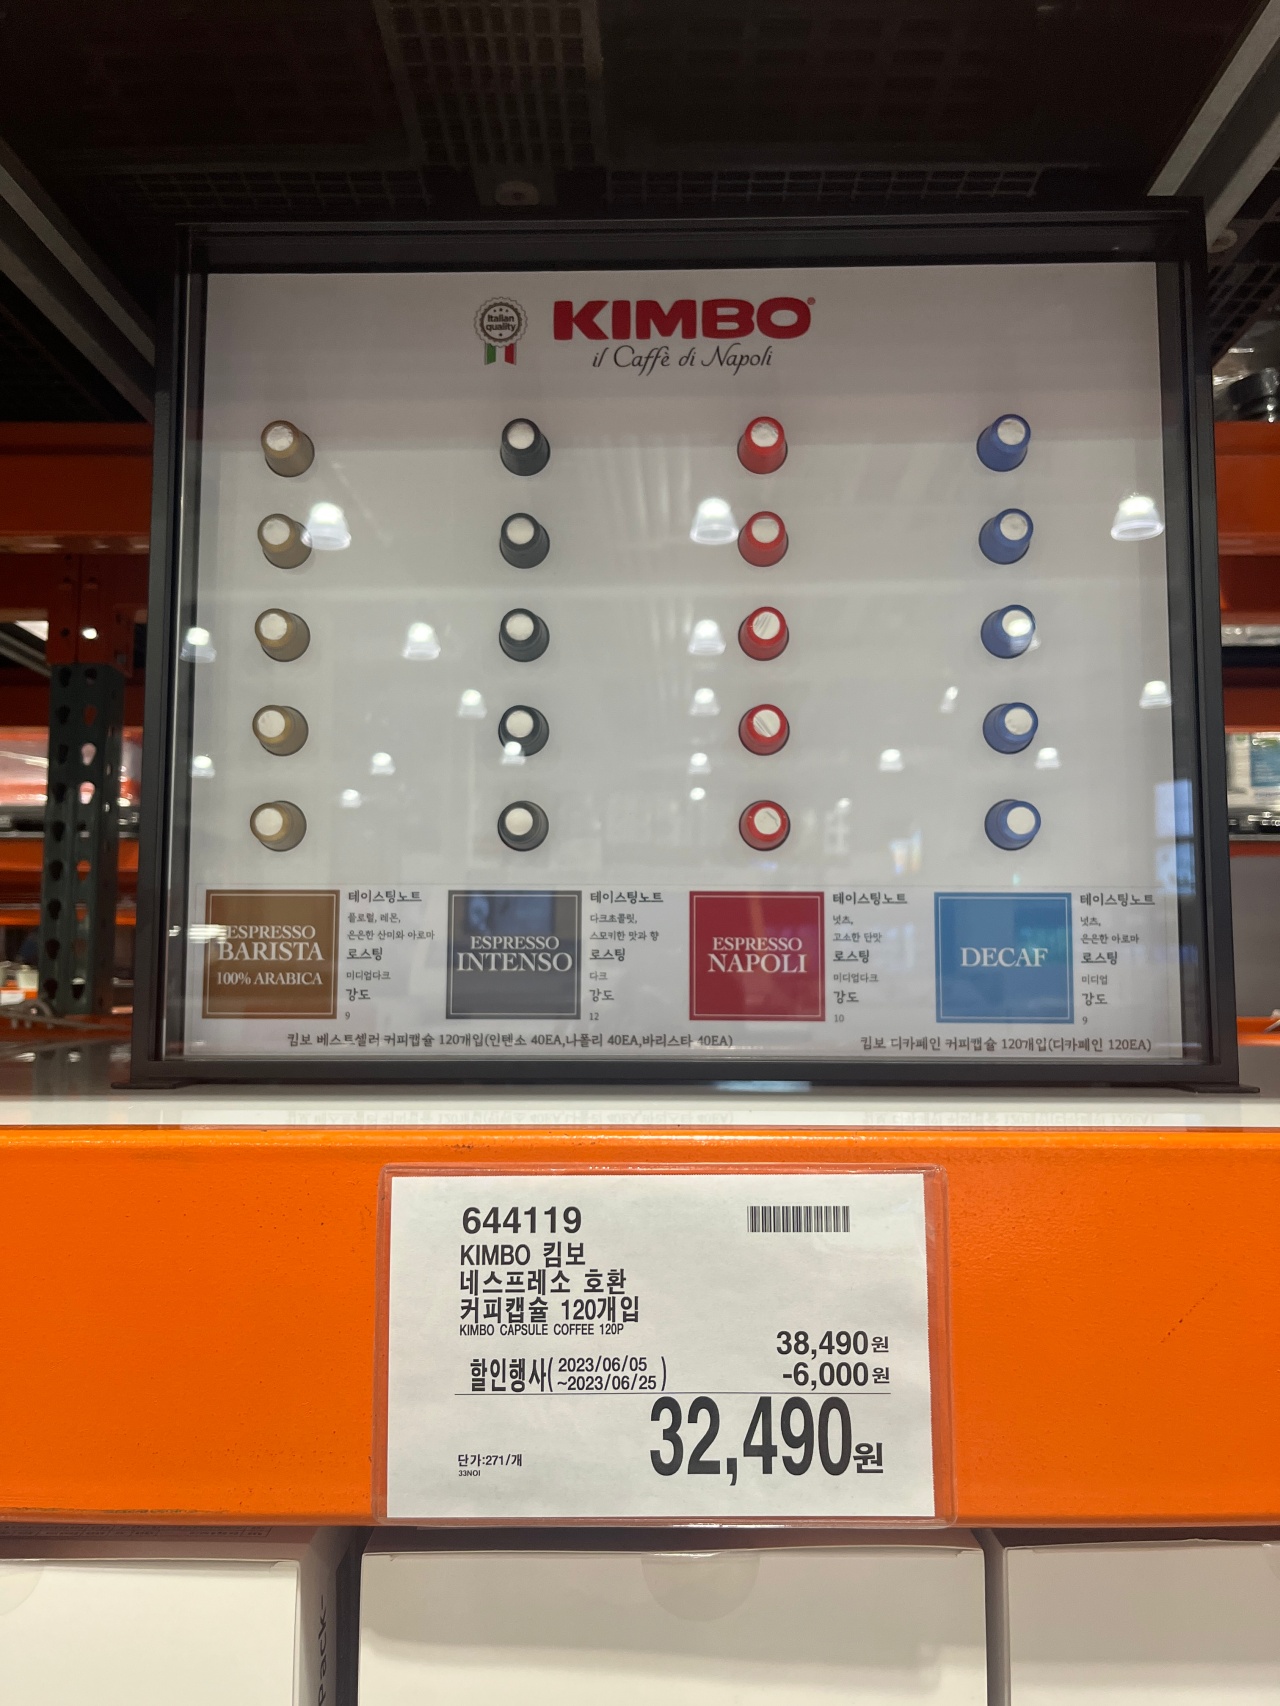 Italian
quality
KIMBO®
il Caffè di Napoli
ESPRESSO
BARISTA
100% ARABICA
테이스팅노트
플로럴, 레몬,
은은한 산미와 아로마
로스팅
미디엄다크
강도
9
ESPRESSO
INTENSO
테이스팅노트
다크초콜릿,
스모키한 맛과 향
로스팅
다크
강도
12
ESPRESSO
NAPOLI
테이스팅노트
넛츠,
고소한 단맛
로스팅
미디엄다크
강도
10
DECAF
테이스팅노트
넛츠,
은은한 아로마
로스팅
미디엄
강도
9
킴보 베스트셀러 커피캡슐 120개입(인텐소 40EA,나폴리 40EA,바리스타 40EA)
킴보 디카페인 커피캡슐 120개입(디카페인 120EA)
644119
KIMBO 킴보
네스프레소 호환
커피캡슐 120개입
KIMBO CAPSULE COFFEE 120P
38,490원
할인행사(2023/06/05
~2023/06/25)
-6,000원
32,490원
단가:271/개
33NOI